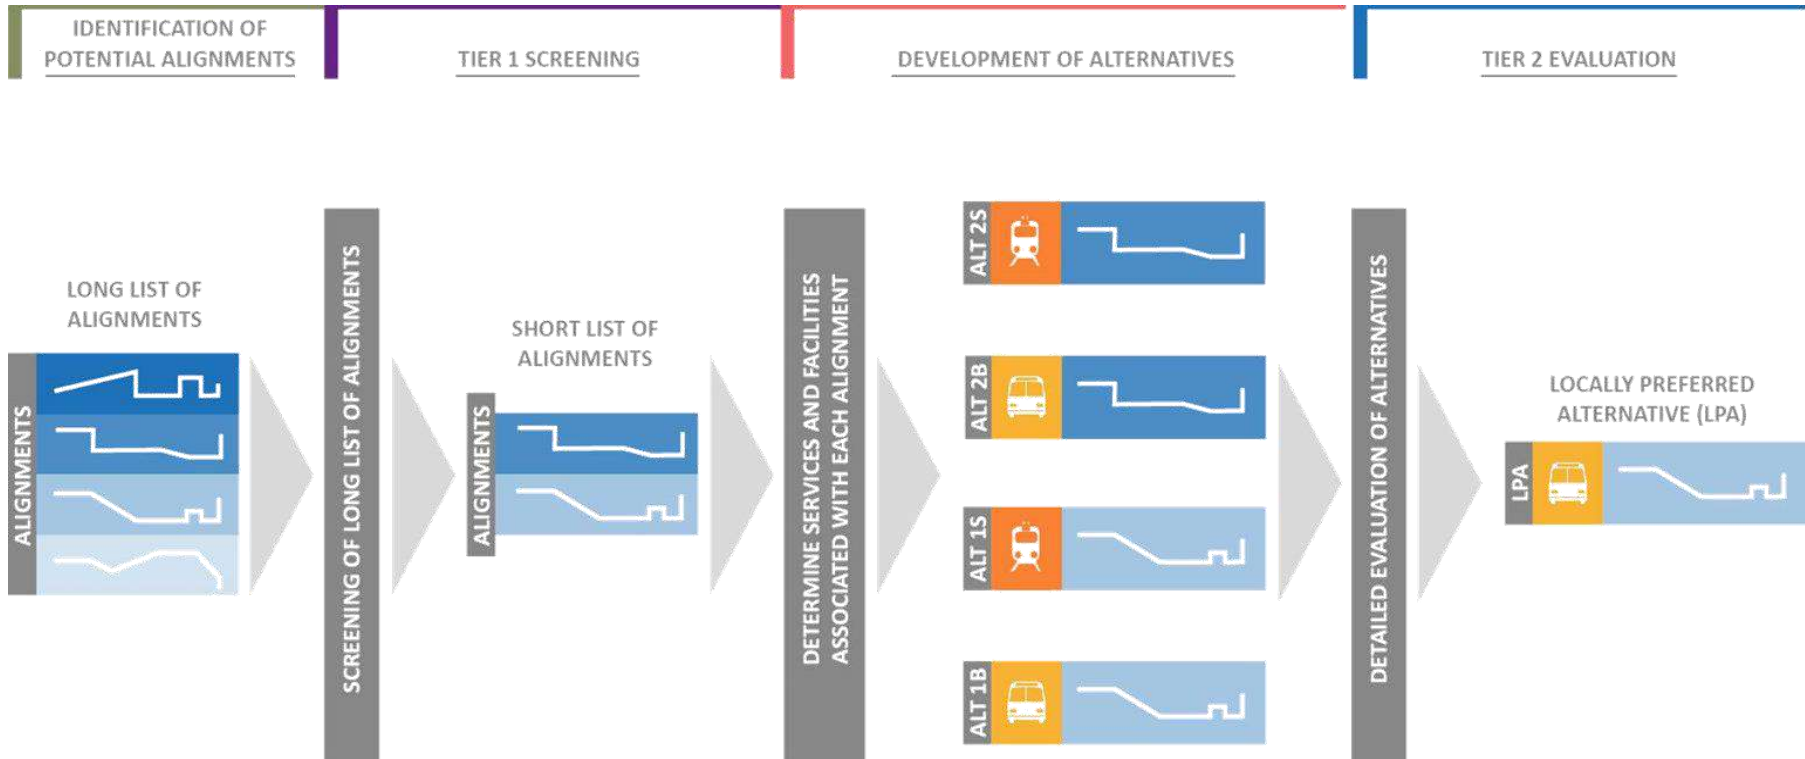 IDENTIFICATION OF
POTENTIAL ALIGNMENTS
TIER 1 SCREENING
DEVELOPMENT OF ALTERNATIVES
TIER 2 EVALUATION
LONG LIST OF
ALIGNMENTS
ALIGNMENTS
SCREENING OF LONG LIST OF ALIGNMENTS
SHORT LIST OF
ALIGNMENTS
ALIGNMENTS
DETERMINE SERVICES AND FACILITIES
ASSOCIATED WITH EACH ALIGNMENT
ALT 2S
ALT 2B
ALT 1S
ALT 1B
DETAILED EVALUATION OF ALTERNATIVES
LOCALLY PREFERRED
ALTERNATIVE (LPA)
LPA